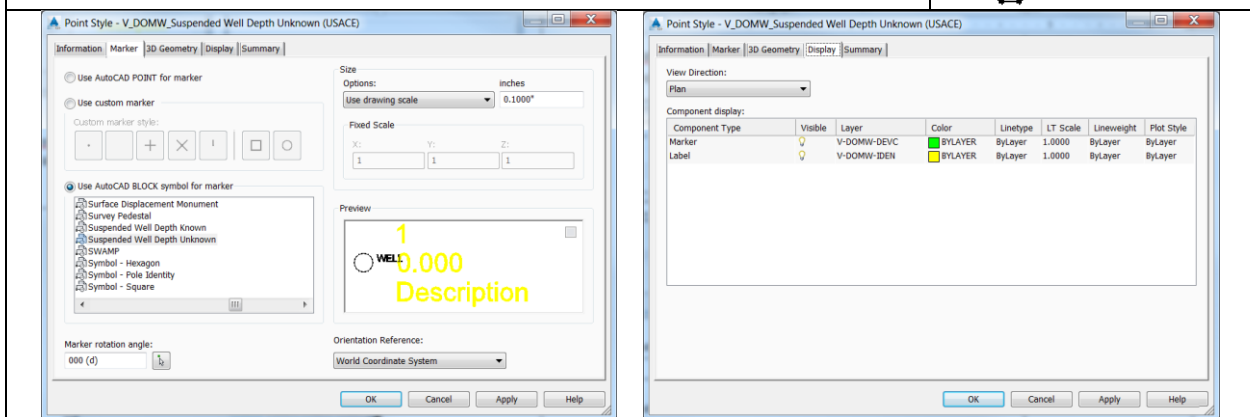 Point Style - V_DOMW_Suspended Well Depth Unknown (USACE)
Information Marker 3D Geometry Display Summary
Use AutoCAD POINT for marker
Use custom marker
Custom marker style:
Use AutoCAD BLOCK symbol for marker
Surface Displacement Monument
Survey Pedestal
Suspended Well Depth Known
Suspended Well Depth Unknown
SWAMP
Symbol - Hexagon
Symbol - Pole Identity
Symbol - Square
Marker rotation angle:
000 (d)
Size
Options: inches
Use drawing scale 0.1000"
Fixed Scale
X: Y: Z:
1 1 1
Preview
1
WELL 0.000
Description
Orientation Reference:
World Coordinate System
OK Cancel Apply Help
Point Style - V_DOMW_Suspended Well Depth Unknown (USACE)
Information Marker 3D Geometry Display Summary
View Direction:
Plan
Component display:
Component Type Visible Layer Color Linetype LT Scale Lineweight Plot Style
Marker V-DOMW-DEVC BYLAYER ByLayer 1.0000 ByLayer ByLayer
Label V-DOMW-IDEN BYLAYER ByLayer 1.0000 ByLayer ByLayer
OK Cancel Apply Help